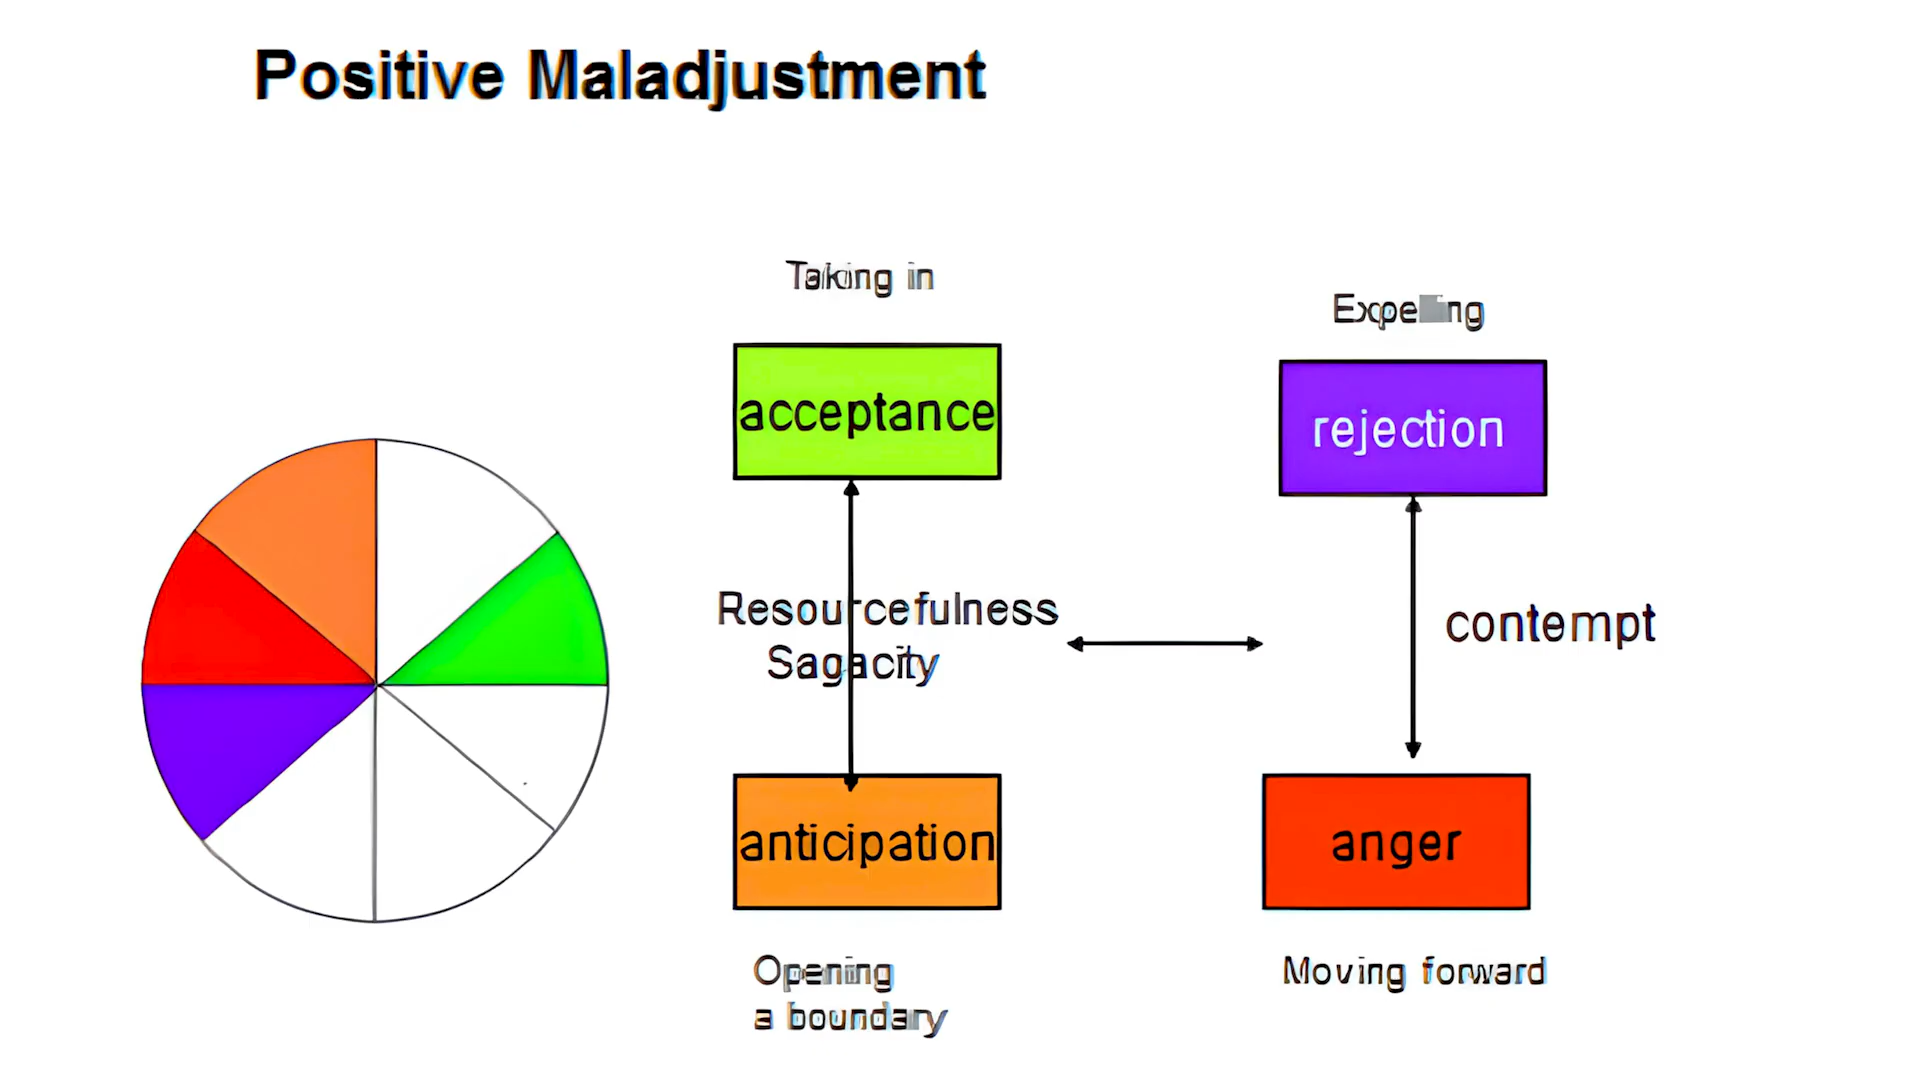 Positive Maladjustment
Taking in
Expelling
acceptance
rejection
Resourcefulness
Sagacity
contempt
anticipation
anger
Opening
a boundary
Moving forward